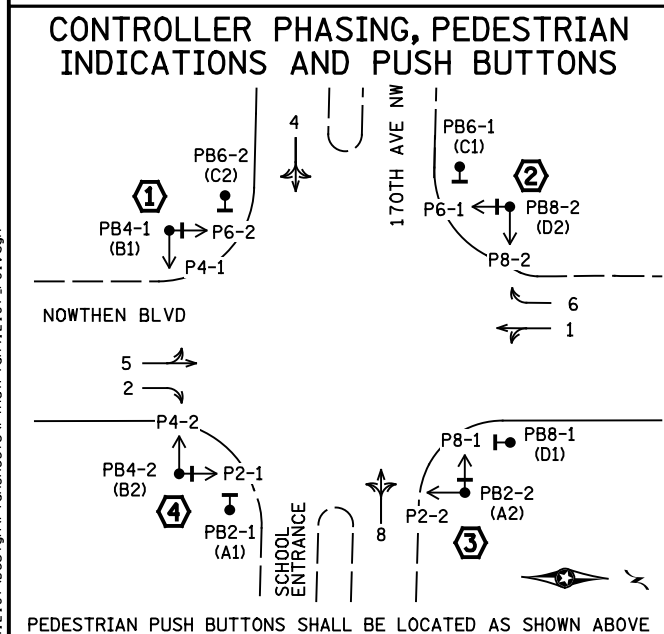 CONTROLLER PHASING, PEDESTRIAN
INDICATIONS AND PUSH BUTTONS
170TH AVE NW
4
PB6-1
(C1)
PB6-2
(C2)
1
2
PB4-1
(B1)
P6-2
P6-1
PB8-2
(D2)
P4-1
P8-2
NOWTHEN BLVD
6
1
5
2
P4-2
P8-1
PB8-1
(D1)
PB4-2
(B2)
P2-1
PB2-2
(A2)
4
PB2-1
(A1)
SCHOOL
ENTRANCE
8
P2-2
3
PEDESTRIAN PUSH BUTTONS SHALL BE LOCATED AS SHOWN ABOVE